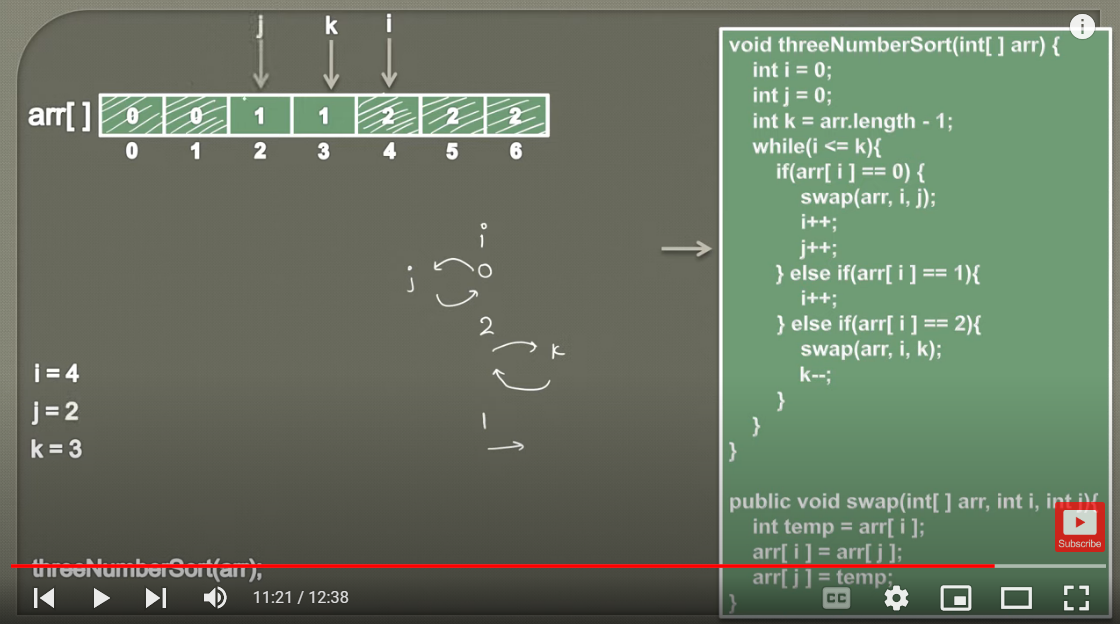 j k i
arr[ ] 0 0 1 1 2 2 2
0 1 2 3 4 5 6
i
j 0
2
k
1
i = 4
j = 2
k = 3
threeNumberSort(arr);
void threeNumberSort(int[ ] arr) {
int i = 0;
int j = 0;
int k = arr.length - 1;
while(i <= k){
if(arr[ i ] == 0) {
swap(arr, i, j);
i++;
j++;
} else if(arr[ i ] == 1){
i++;
} else if(arr[ i ] == 2){
swap(arr, i, k);
k--;
}
}
}
public void swap(int[ ] arr, int i, int j){
int temp = arr[ i ];
arr[ i ] = arr[ j ];
arr[ j ] = temp;
}
Subscribe
11:21 / 12:38
CC